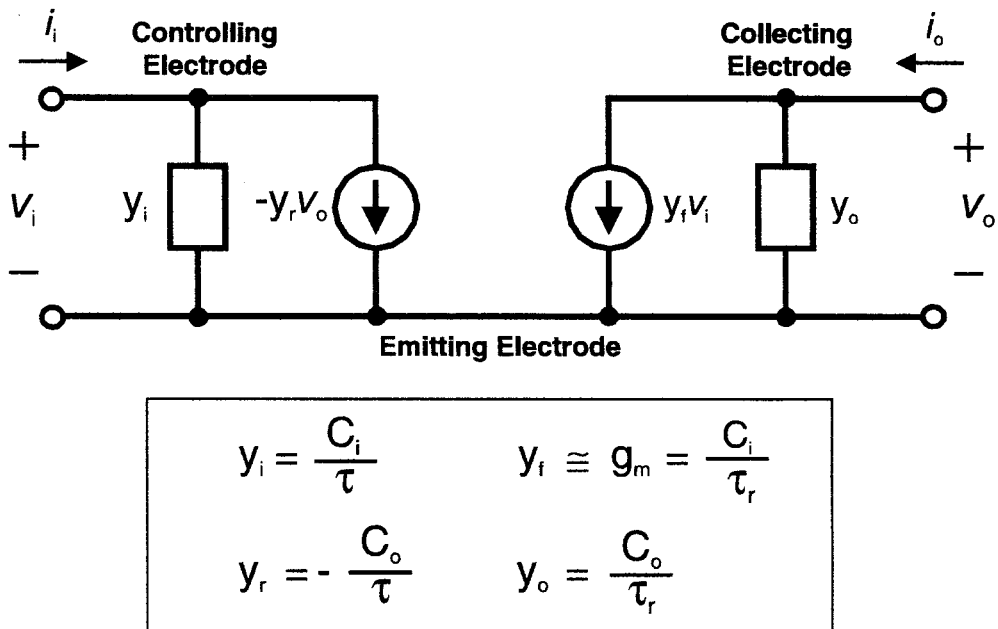 i_i
Controlling Electrode
Collecting Electrode
i_o
+
v_i
−
y_i
-y_r v_o
y_f v_i
y_o
+
v_o
−
Emitting Electrode
y_i = C_i / τ
y_f ≅ g_m = C_i / τ_r
y_r = - C_o / τ
y_o = C_o / τ_r